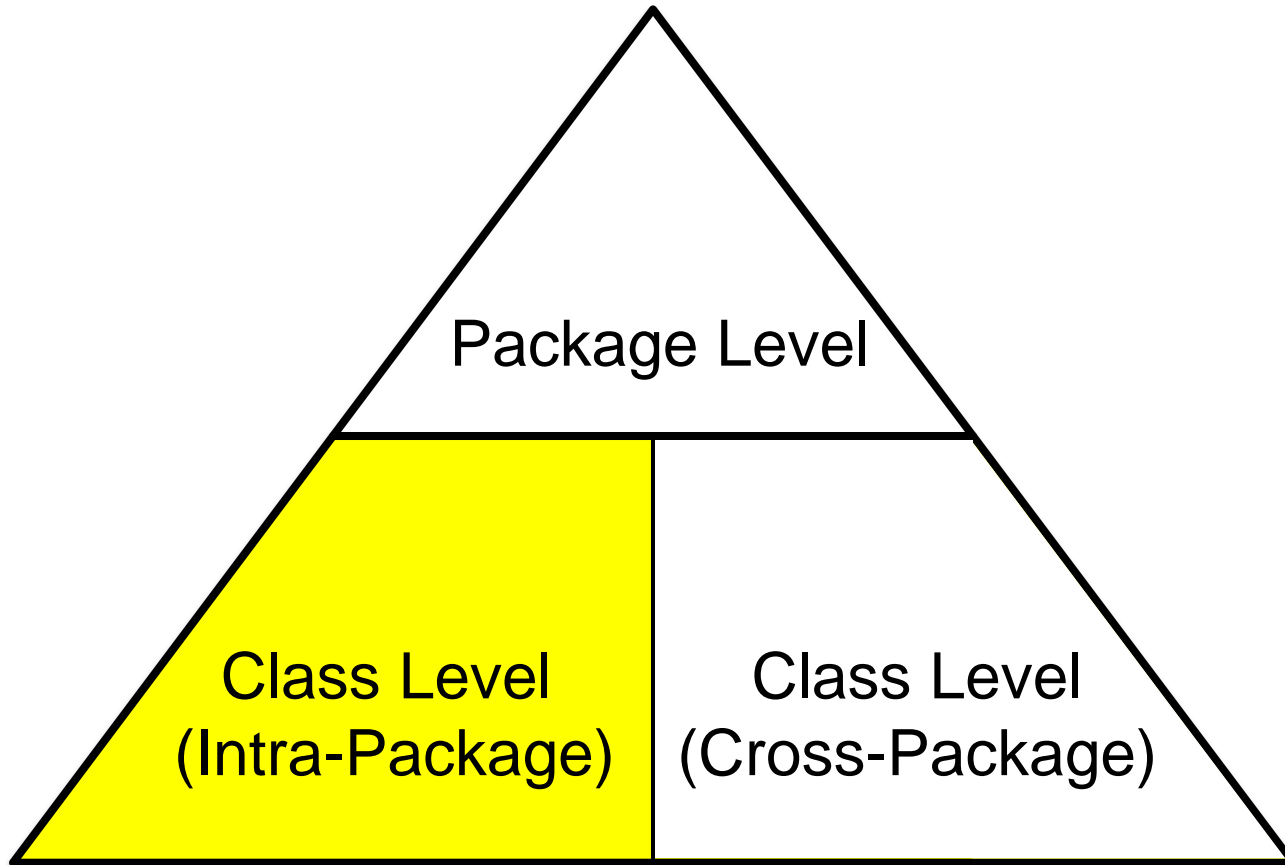 Package Level
Class Level
(Intra-Package)
Class Level
(Cross-Package)